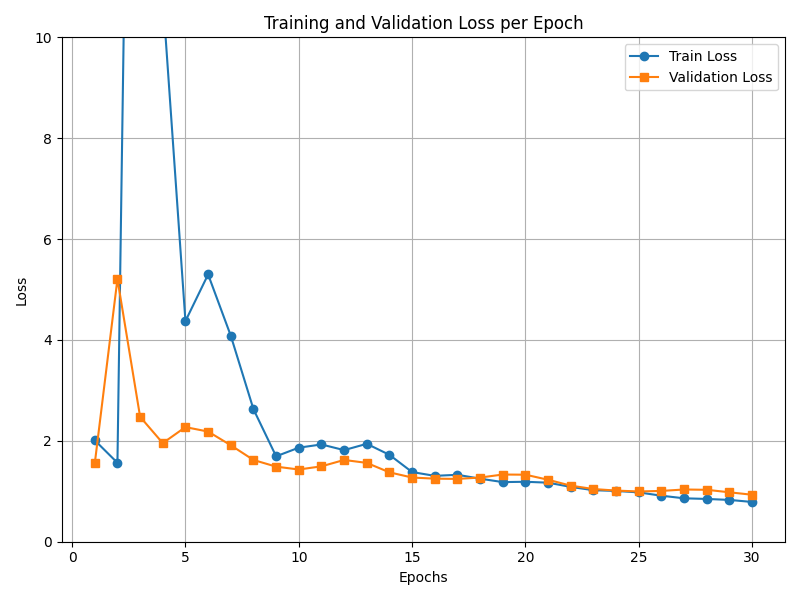 Training and Validation Loss per Epoch
Train Loss
Validation Loss
Loss
10
8
6
4
2
0
0 5 10 15 20 25 30
Epochs